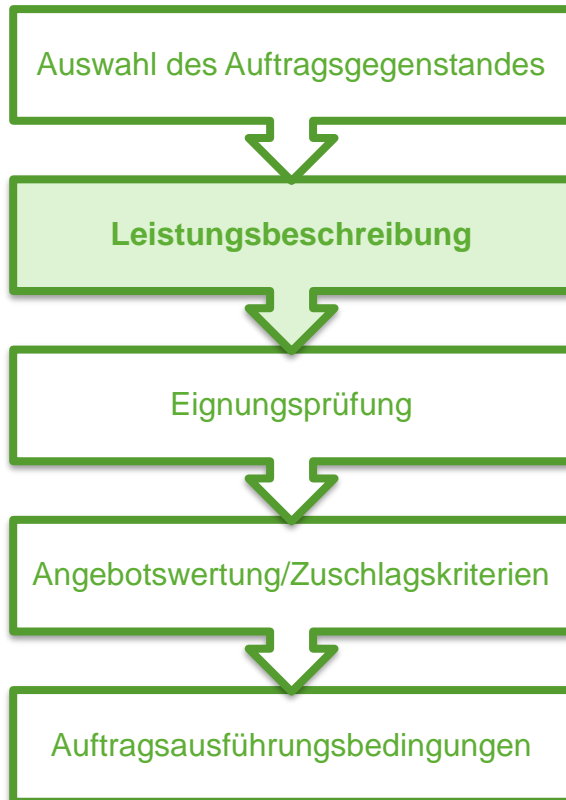 Auswahl des Auftragsgegenstandes
Leistungsbeschreibung
Eignungsprüfung
Angebotswertung/Zuschlagskriterien
Auftragsausführungsbedingungen